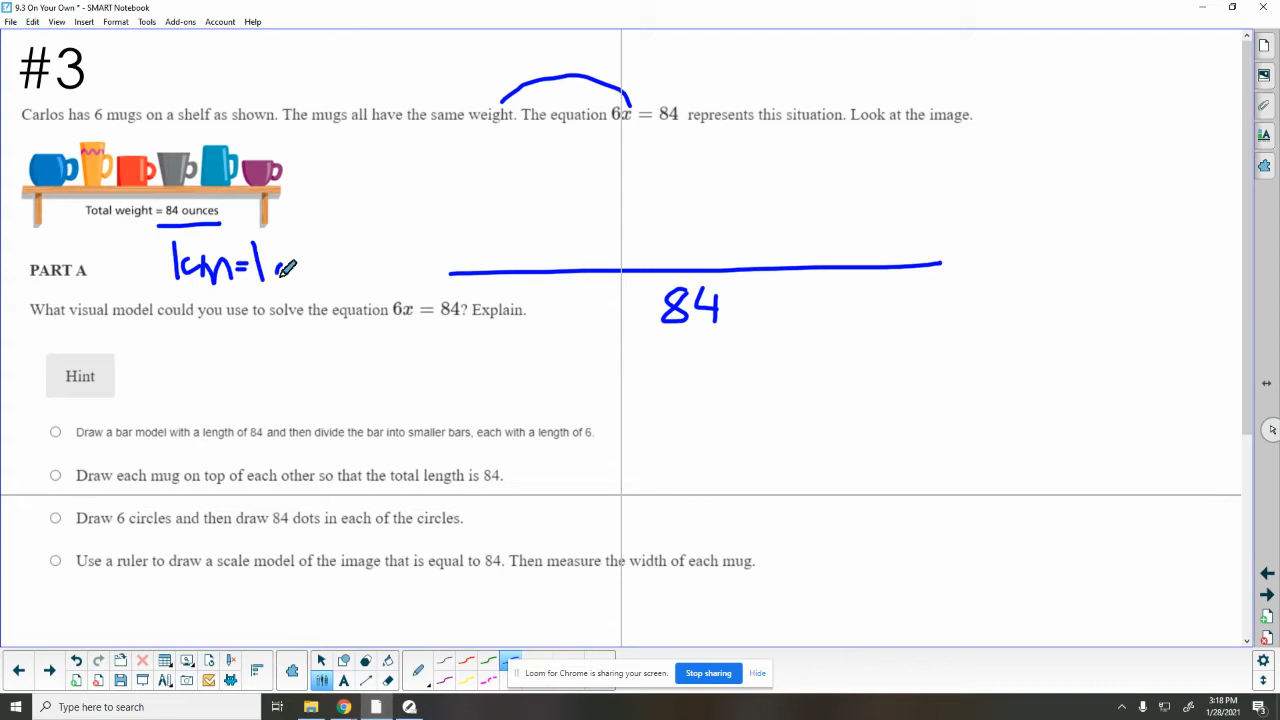 9.3 On Your Own * - SMART Notebook
File Edit View Insert Format Tools Add-ons Account Help
#3
Carlos has 6 mugs on a shelf as shown. The mugs all have the same weight. The equation 6x = 84 represents this situation. Look at the image.
Total weight = 84 ounces
1cm=1
PART A
84
What visual model could you use to solve the equation 6x = 84? Explain.
Hint
Draw a bar model with a length of 84 and then divide the bar into smaller bars, each with a length of 6.
Draw each mug on top of each other so that the total length is 84.
Draw 6 circles and then draw 84 dots in each of the circles.
Use a ruler to draw a scale model of the image that is equal to 84. Then measure the width of each mug.
Loom for Chrome is sharing your screen. Stop sharing Hide
Type here to search
3:18 PM
1/28/2021